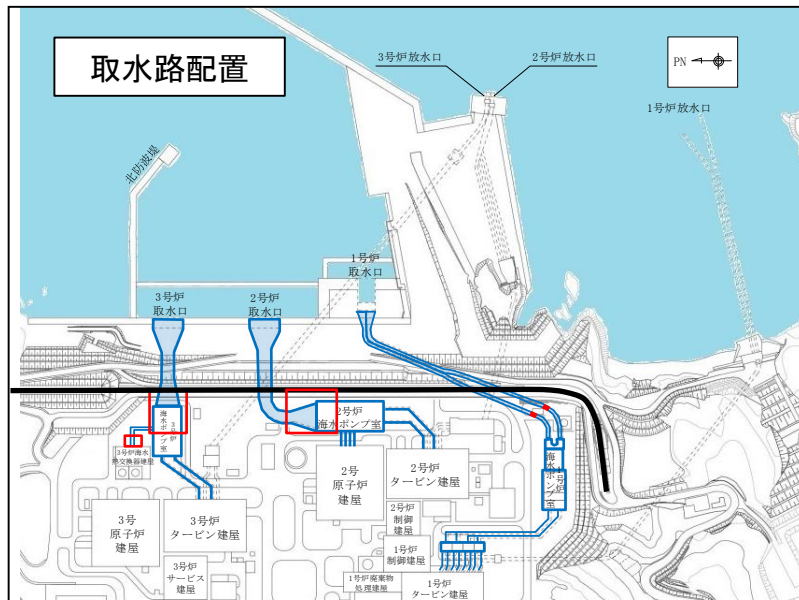 取水路配置
3号炉放水口
2号炉放水口
PN
1号炉放水口
北防波堤
1号炉
取水口
3号炉
取水口
2号炉
取水口
3号炉
海水ポンプ室
2号炉
海水ポンプ室
3号炉海水
熱交換器建屋
1号炉
海水ポンプ室
2号
原子炉
建屋
2号炉
タービン建屋
3号
原子炉
建屋
3号炉
タービン建屋
2号炉
制御
建屋
1号炉
制御建屋
3号炉
サービス
建屋
1号炉廃棄物
処理建屋
1号炉
タービン建屋